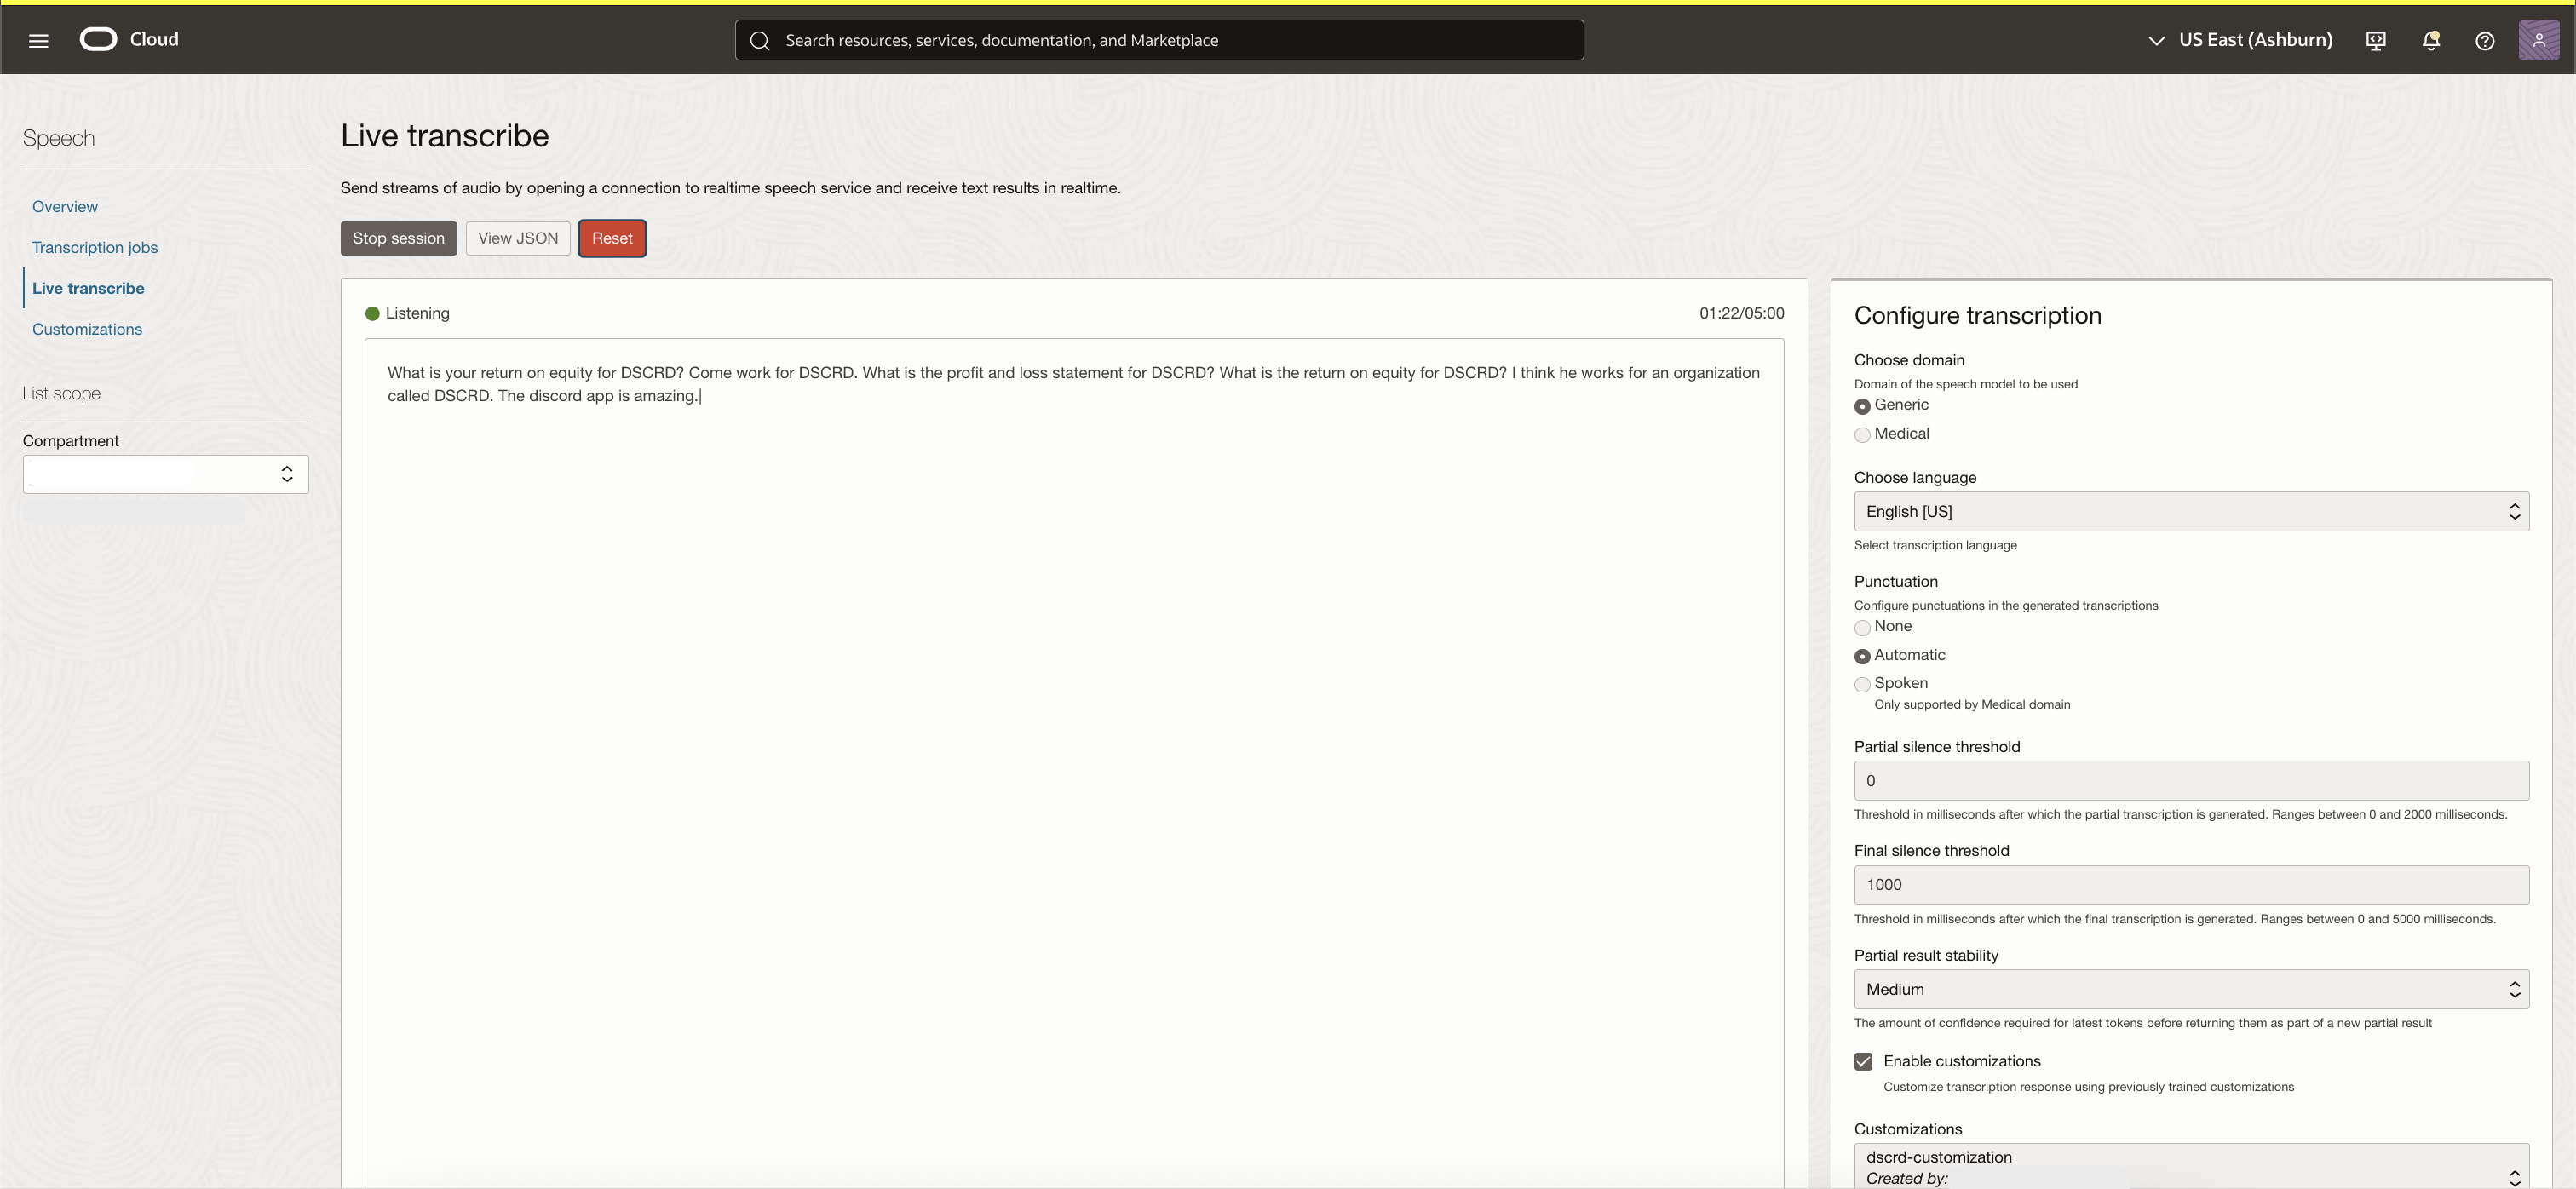 Cloud
Search resources, services, documentation, and Marketplace
US East (Ashburn)
Speech
Overview
Transcription jobs
Live transcribe
Customizations
List scope
Compartment
Live transcribe
Send streams of audio by opening a connection to realtime speech service and receive text results in realtime.
Stop session
View JSON
Reset
Listening
01:22/05:00
What is your return on equity for DSCRD? Come work for DSCRD. What is the profit and loss statement for DSCRD? What is the return on equity for DSCRD? I think he works for an organization
called DSCRD. The discord app is amazing.
Configure transcription
Choose domain
Domain of the speech model to be used
Generic
Medical
Choose language
English [US]
Select transcription language
Punctuation
Configure punctuations in the generated transcriptions
None
Automatic
Spoken
Only supported by Medical domain
Partial silence threshold
0
Threshold in milliseconds after which the partial transcription is generated. Ranges between 0 and 2000 milliseconds.
Final silence threshold
1000
Threshold in milliseconds after which the final transcription is generated. Ranges between 0 and 5000 milliseconds.
Partial result stability
Medium
The amount of confidence required for latest tokens before returning them as part of a new partial result
Enable customizations
Customize transcription response using previously trained customizations
Customizations
dscrd-customization
Created by: